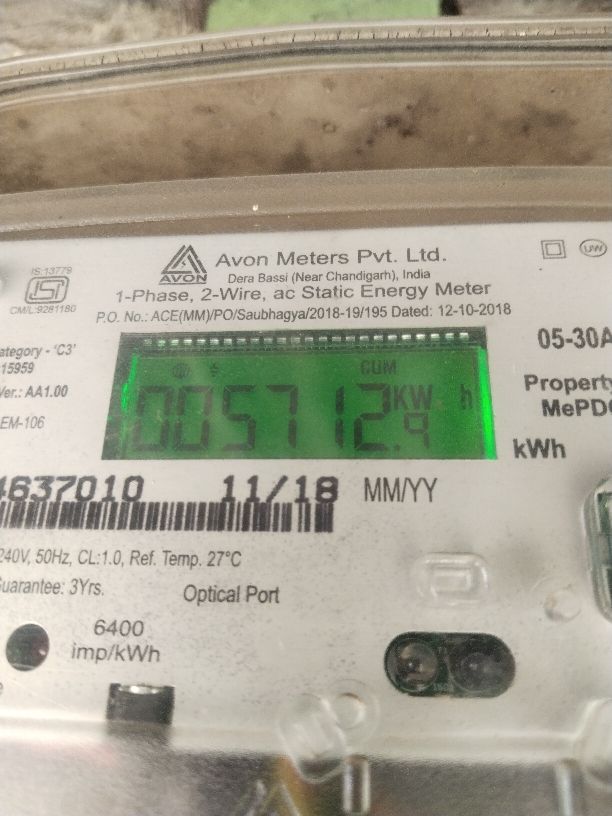 IS:13779
ISI
CM/L:9281180
AVON
Avon Meters Pvt. Ltd.
Dera Bassi (Near Chandigarh), India
1-Phase, 2-Wire, ac Static Energy Meter
P.O. No.: ACE(MM)/PO/Saubhagya/2018-19/195 Dated: 12-10-2018
UW
ategory - 'C3'
15959
Ver.: AA1.00
EM-106
CUM
005712.9 KW h
05-30A
Property
MePDC
kWh
4637010 11/18 MM/YY
240V, 50Hz, CL:1.0, Ref. Temp. 27°C
Guarantee: 3Yrs.
Optical Port
6400
imp/kWh